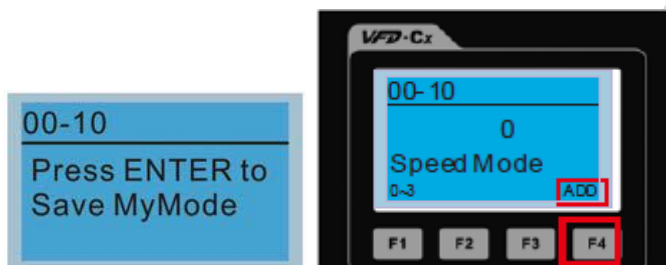 00-10
Press ENTER to
Save MyMode
VFD-Cx
00-10
0
Speed Mode
0~3 ADD
F1 F2 F3 F4